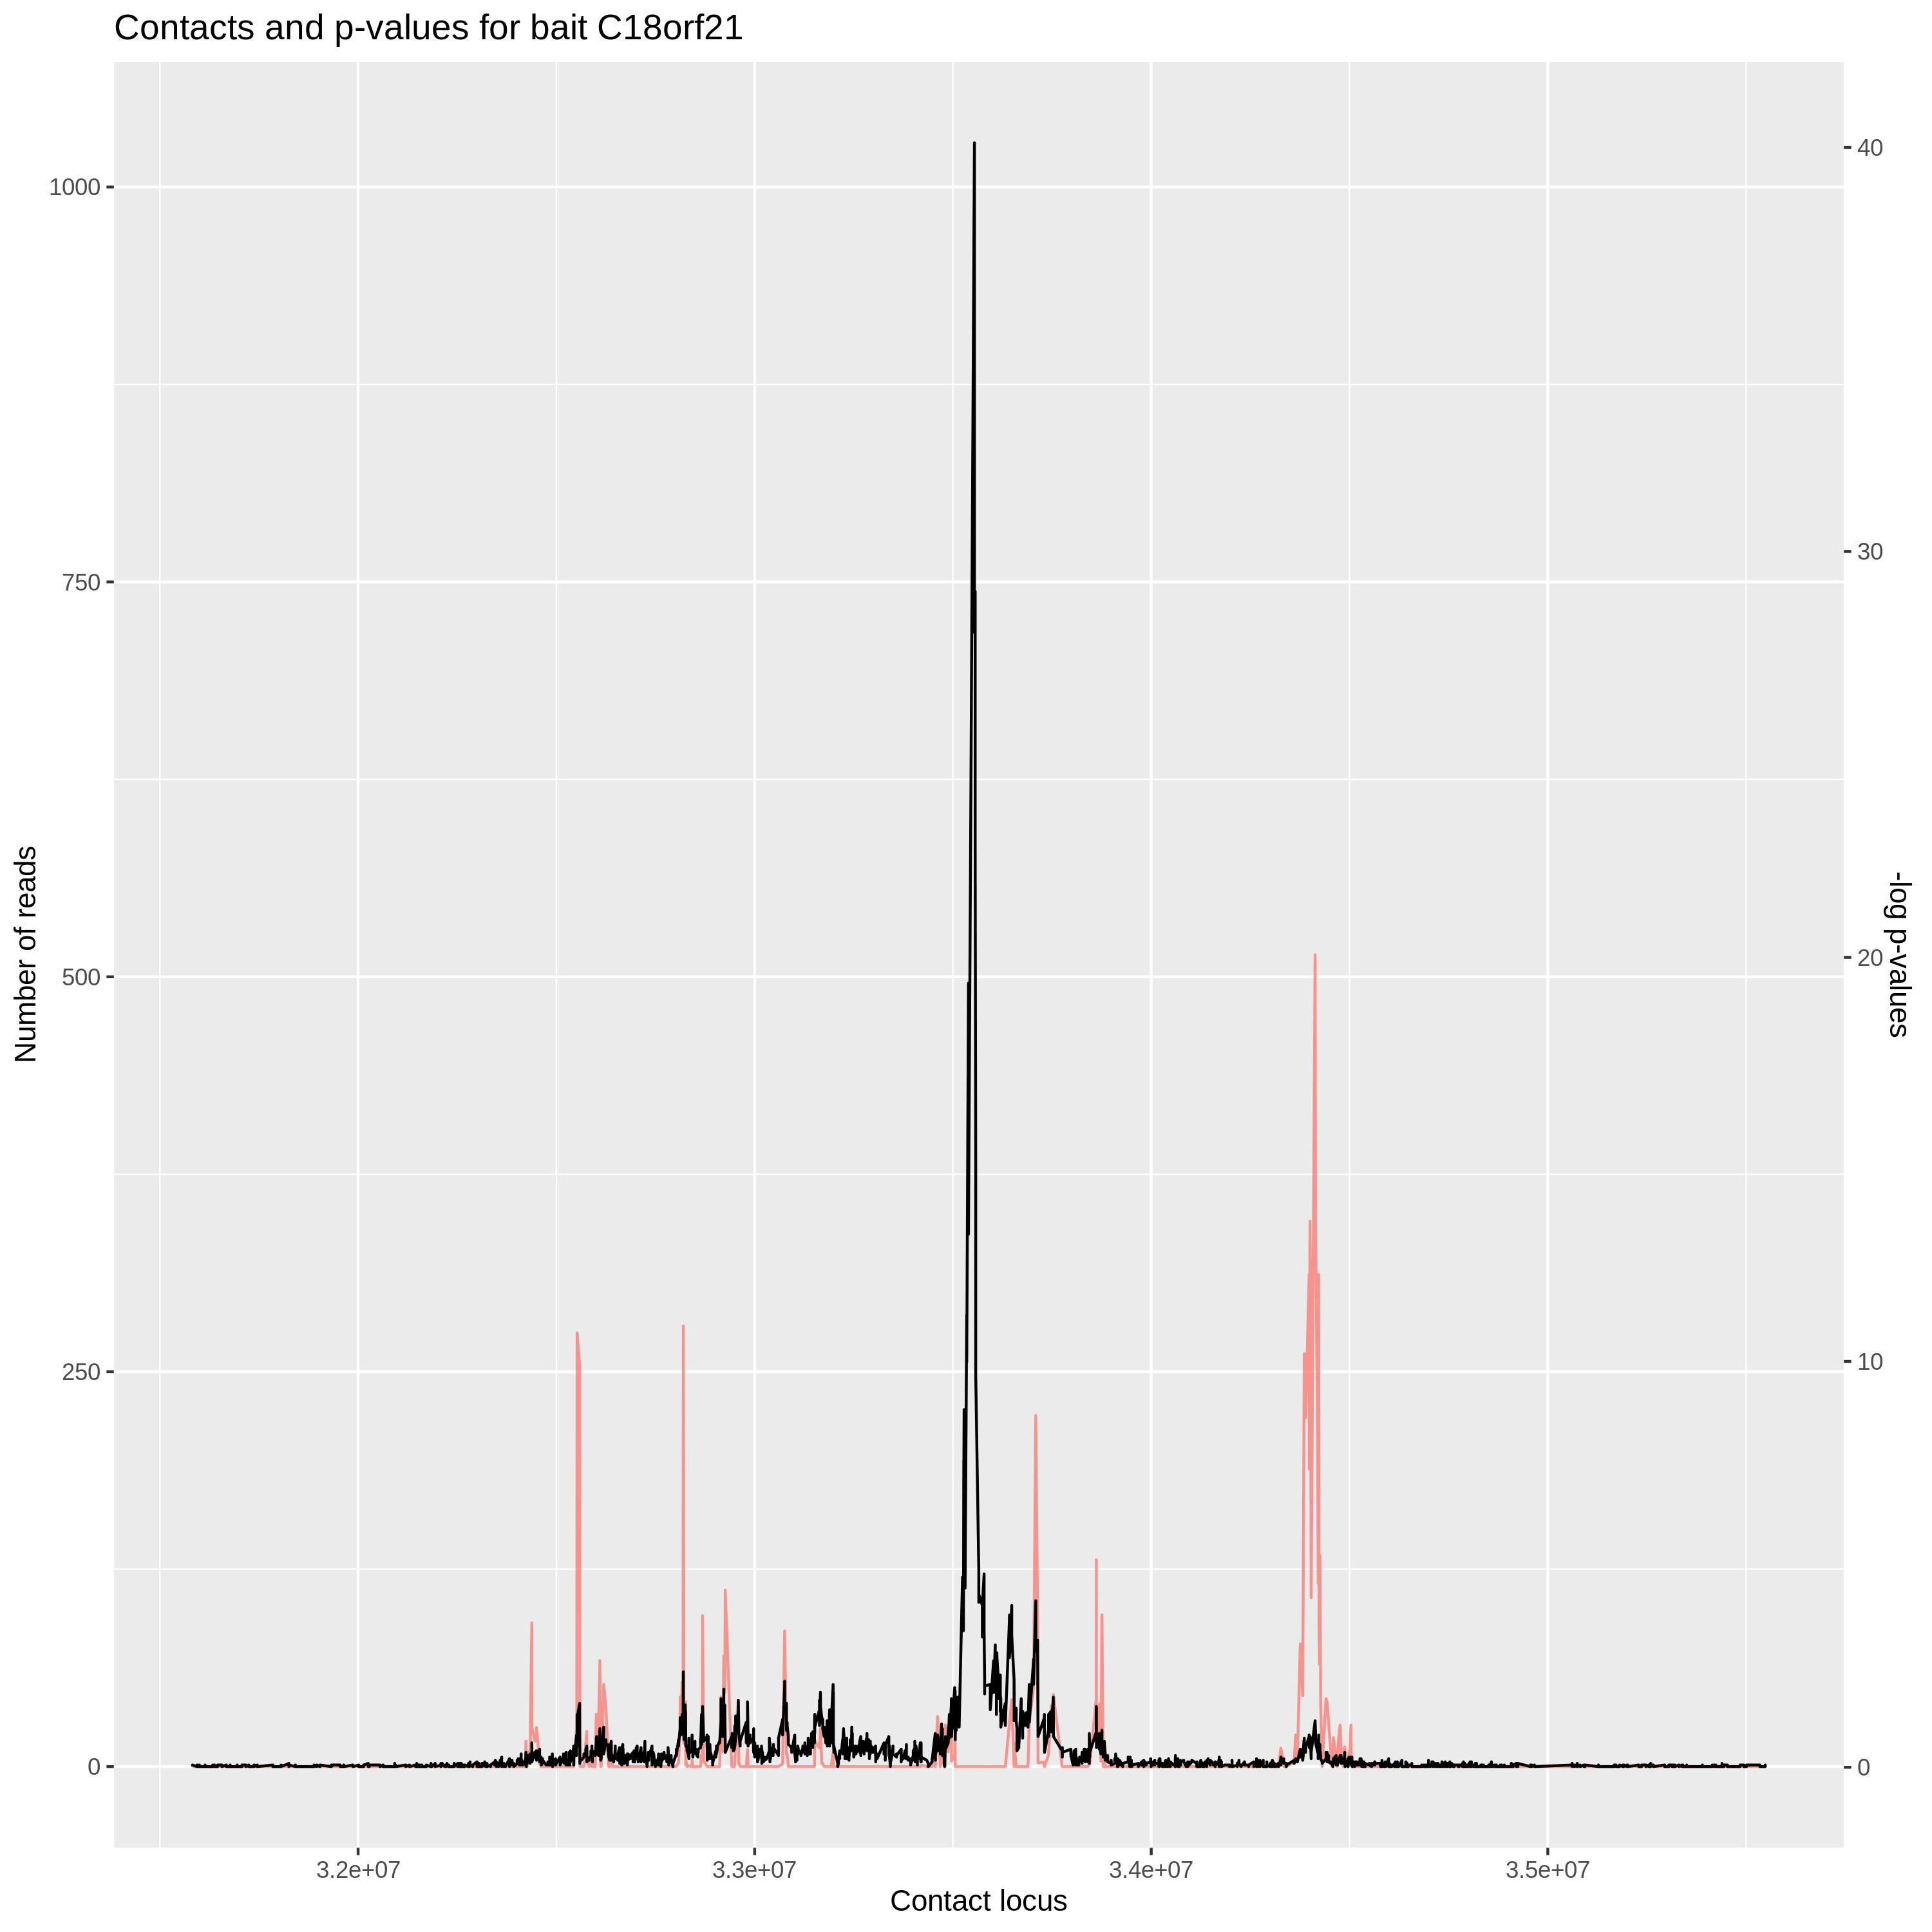 Contacts and p-values for bait C18orf21
Number of reads
1000
750
500
250
0
40
30
20
10
0
-log p-values
3.2e+07
3.3e+07
3.4e+07
3.5e+07
Contact locus